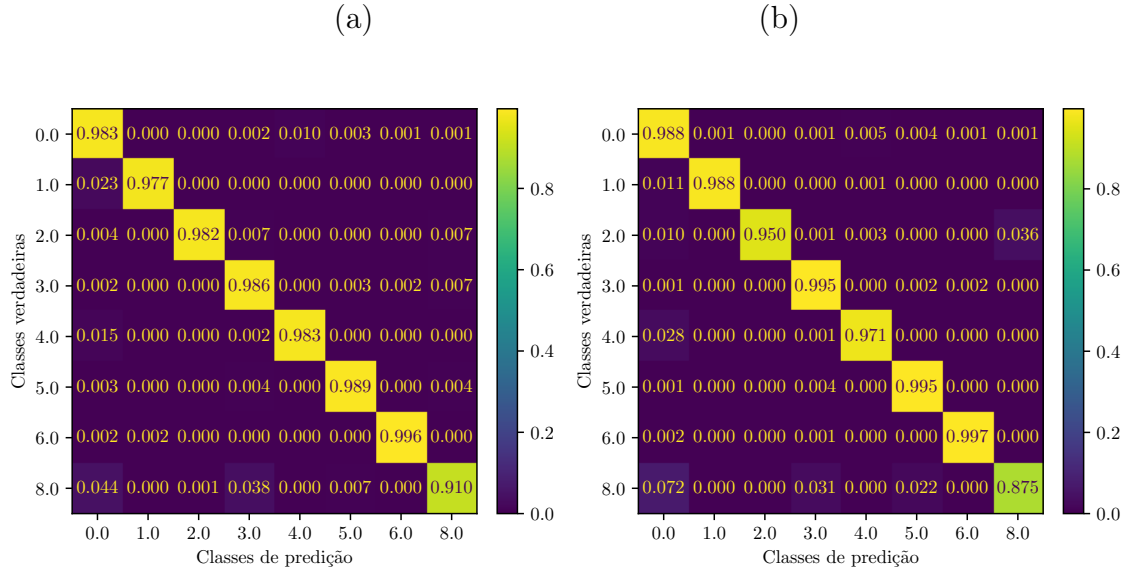 (a)
0.0 0.983 0.000 0.000 0.002 0.010 0.003 0.001 0.001
1.0 0.023 0.977 0.000 0.000 0.000 0.000 0.000 0.000
2.0 0.004 0.000 0.982 0.007 0.000 0.000 0.000 0.007
3.0 0.002 0.000 0.000 0.986 0.000 0.003 0.002 0.007
4.0 0.015 0.000 0.000 0.002 0.983 0.000 0.000 0.000
5.0 0.003 0.000 0.000 0.004 0.000 0.989 0.000 0.004
6.0 0.002 0.002 0.000 0.000 0.000 0.000 0.996 0.000
8.0 0.044 0.000 0.001 0.038 0.000 0.007 0.000 0.910
0.0 1.0 2.0 3.0 4.0 5.0 6.0 8.0
Classes de predição
Classes verdadeiras
0.8
0.6
0.4
0.2
0.0
(b)
0.0 0.988 0.001 0.000 0.001 0.005 0.004 0.001 0.001
1.0 0.011 0.988 0.000 0.000 0.001 0.000 0.000 0.000
2.0 0.010 0.000 0.950 0.001 0.003 0.000 0.000 0.036
3.0 0.001 0.000 0.000 0.995 0.000 0.002 0.002 0.000
4.0 0.028 0.000 0.000 0.001 0.971 0.000 0.000 0.000
5.0 0.001 0.000 0.000 0.004 0.000 0.995 0.000 0.000
6.0 0.002 0.000 0.000 0.001 0.000 0.000 0.997 0.000
8.0 0.072 0.000 0.000 0.031 0.000 0.022 0.000 0.875
0.0 1.0 2.0 3.0 4.0 5.0 6.0 8.0
Classes de predição
Classes verdadeiras
0.8
0.6
0.4
0.2
0.0